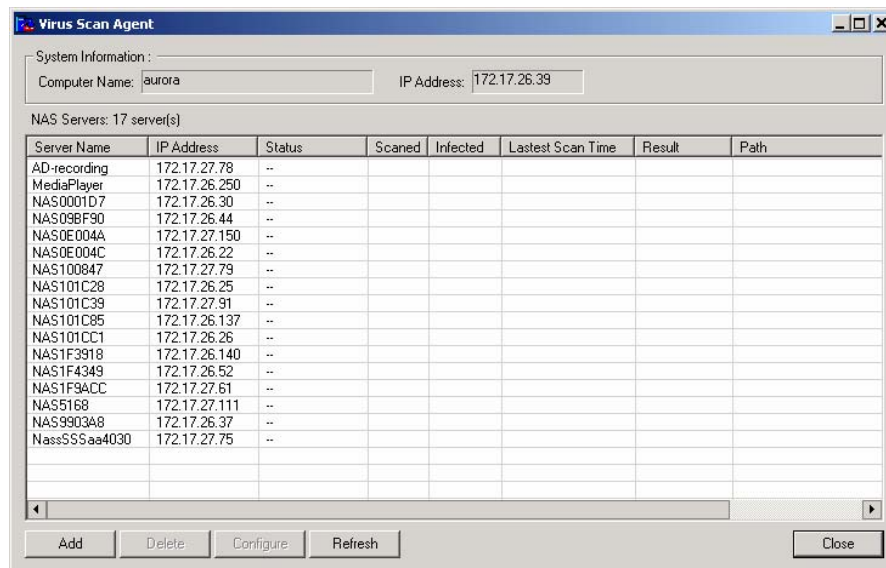 Virus Scan Agent
System Information :
Computer Name: aurora IP Address: 172.17.26.39
NAS Servers: 17 server(s)
Server Name IP Address Status Scaned Infected Lastest Scan Time Result Path
AD-recording 172.17.27.78 --
MediaPlayer 172.17.26.250 --
NAS0001D7 172.17.26.30 --
NAS09BF90 172.17.26.44 --
NAS0E004A 172.17.27.150 --
NAS0E004C 172.17.26.22 --
NAS100847 172.17.27.79 --
NAS101C28 172.17.26.25 --
NAS101C39 172.17.27.91 --
NAS101C85 172.17.26.137 --
NAS101CC1 172.17.26.26 --
NAS1F3918 172.17.26.140 --
NAS1F4349 172.17.26.52 --
NAS1F9ACC 172.17.27.61 --
NAS5168 172.17.27.111 --
NAS9903A8 172.17.26.37 --
NassSSSaa4030 172.17.27.75 --
Add Delete Configure Refresh Close